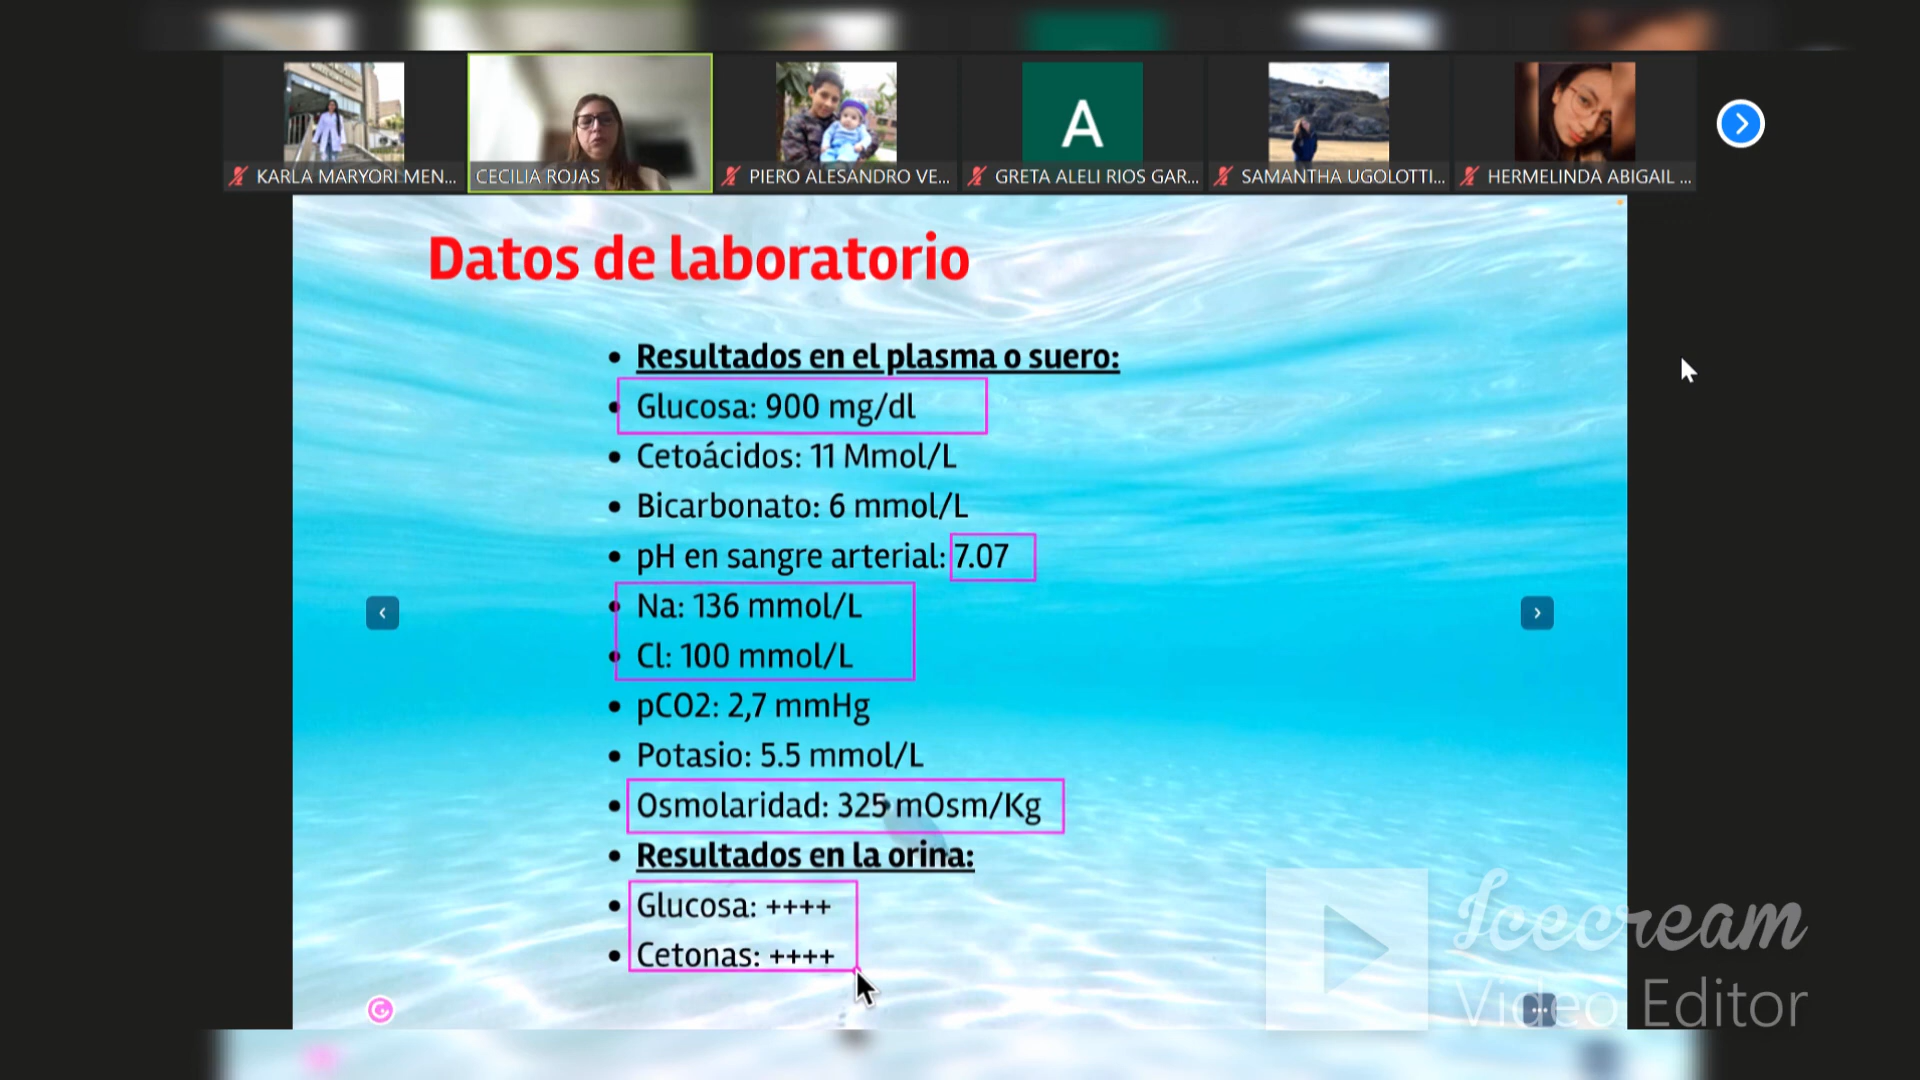 KARLA MARYORI MEN...
CECILIA ROJAS
PIERO ALESANDRO VE...
A
GRETA ALELI RIOS GAR...
SAMANTHA UGOLOTTI...
HERMELINDA ABIGAIL ...
Datos de laboratorio
• Resultados en el plasma o suero:
• Glucosa: 900 mg/dl
• Cetoácidos: 11 Mmol/L
• Bicarbonato: 6 mmol/L
• pH en sangre arterial: 7.07
• Na: 136 mmol/L
• Cl: 100 mmol/L
• pCO2: 2,7 mmHg
• Potasio: 5.5 mmol/L
• Osmolaridad: 325 mOsm/Kg
• Resultados en la orina:
• Glucosa: ++++
• Cetonas: ++++
Icecream
Video Editor